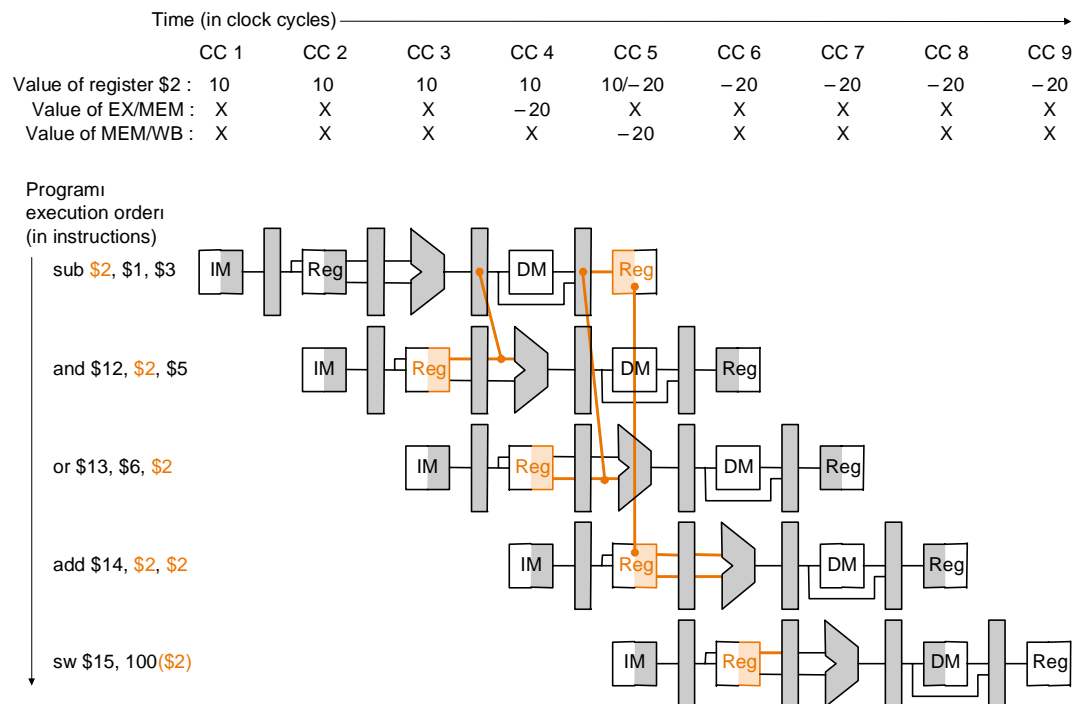 Time (in clock cycles)
CC 1 CC 2 CC 3 CC 4 CC 5 CC 6 CC 7 CC 8 CC 9
Value of register $2 : 10 10 10 10 10/–20 –20 –20 –20 –20
Value of EX/MEM : X X X –20 X X X X X
Value of MEM/WB : X X X X –20 X X X X
Programı
execution orderı
(in instructions)
sub $2, $1, $3 IM Reg DM Reg
and $12, $2, $5 IM Reg DM Reg
or $13, $6, $2 IM Reg DM Reg
add $14, $2, $2 IM Reg DM Reg
sw $15, 100($2) IM Reg DM Reg